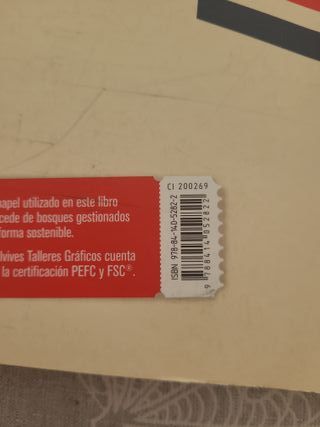 papel utilizado en este libro
cede de bosques gestionados
forma sostenible.
lvives Talleres Gráficos cuenta
la certificación PEFC y FSC®.
CI 200269
ISBN 978-84-140-5282-2
9 788414 052822